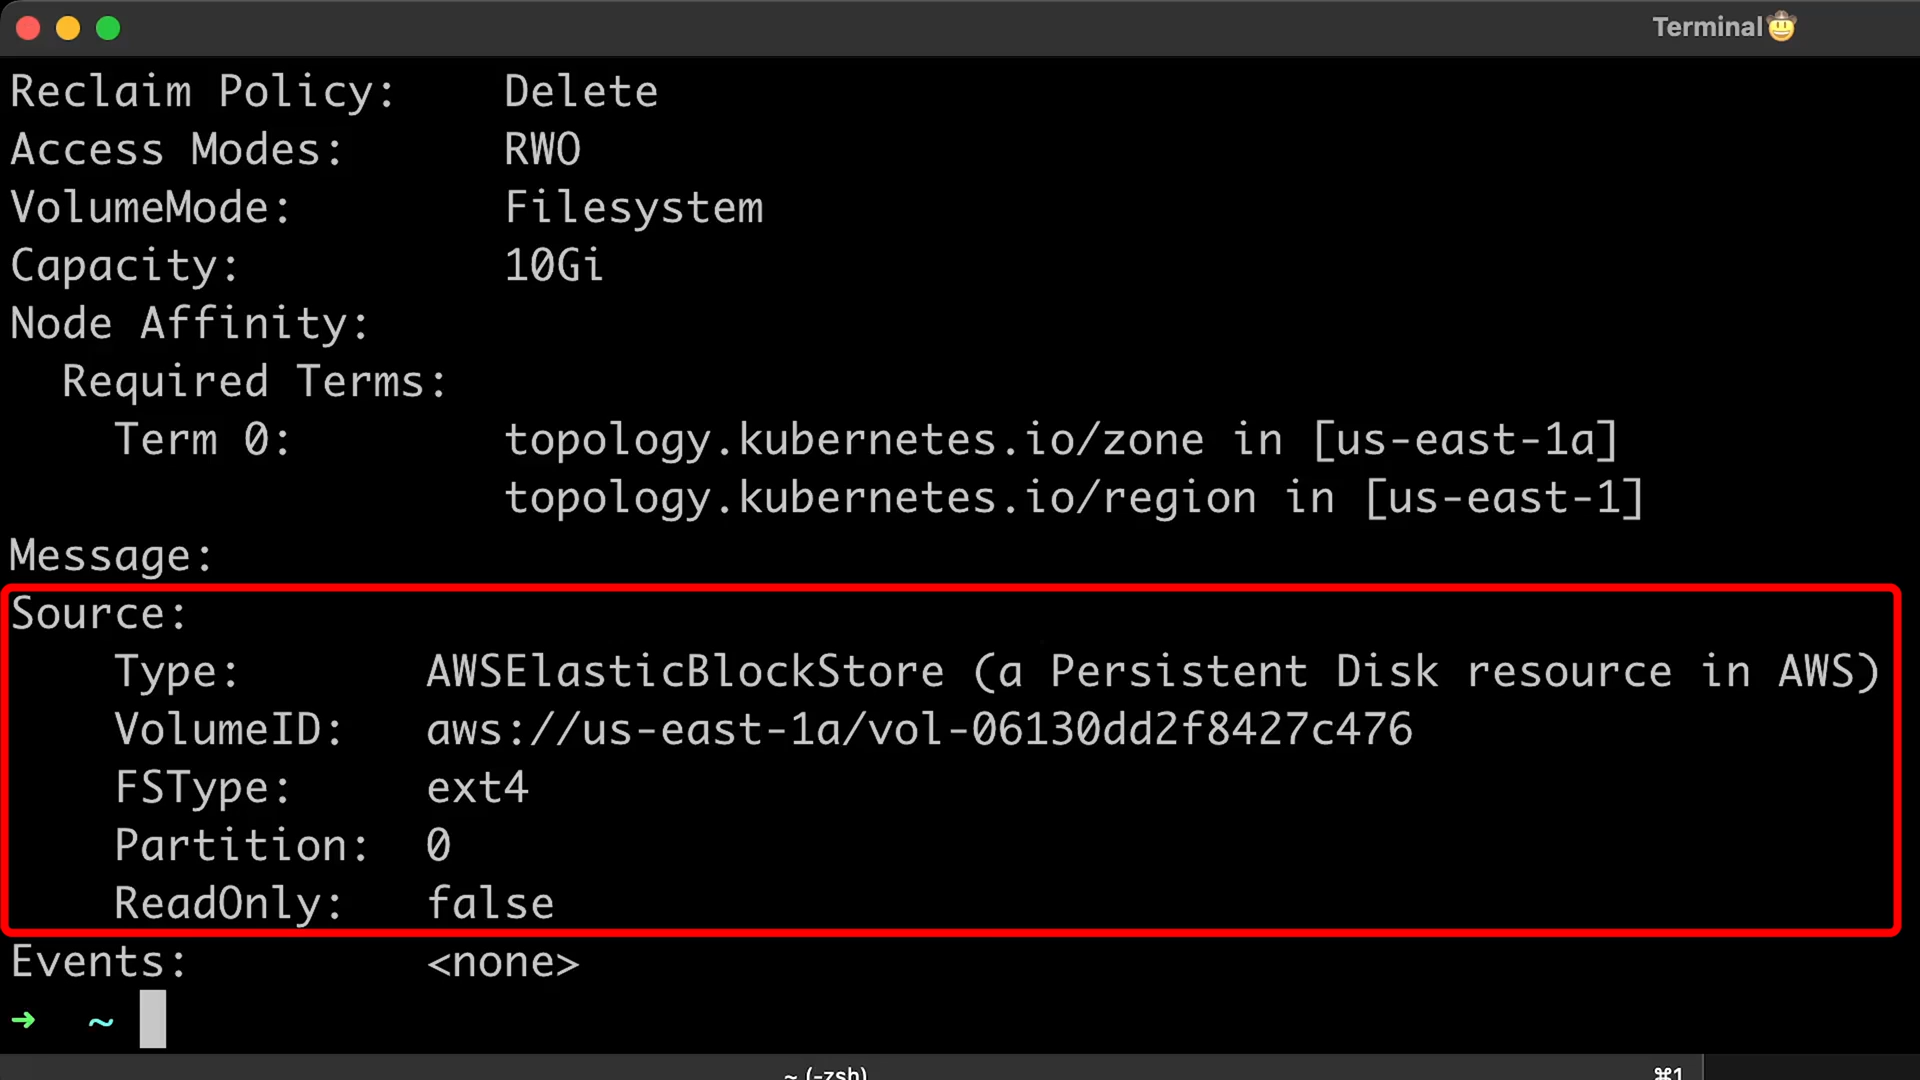 Terminal🤠
Reclaim Policy:    Delete
Access Modes:      RWO
VolumeMode:        Filesystem
Capacity:          10Gi
Node Affinity:
  Required Terms:
    Term 0:        topology.kubernetes.io/zone in [us-east-1a]
                   topology.kubernetes.io/region in [us-east-1]
Message:
Source:
    Type:       AWSElasticBlockStore (a Persistent Disk resource in AWS)
    VolumeID:   aws://us-east-1a/vol-06130dd2f8427c476
    FSType:     ext4
    Partition:  0
    ReadOnly:   false
Events:         <none>
➜  ~
~ (-zsh)    ⌘1